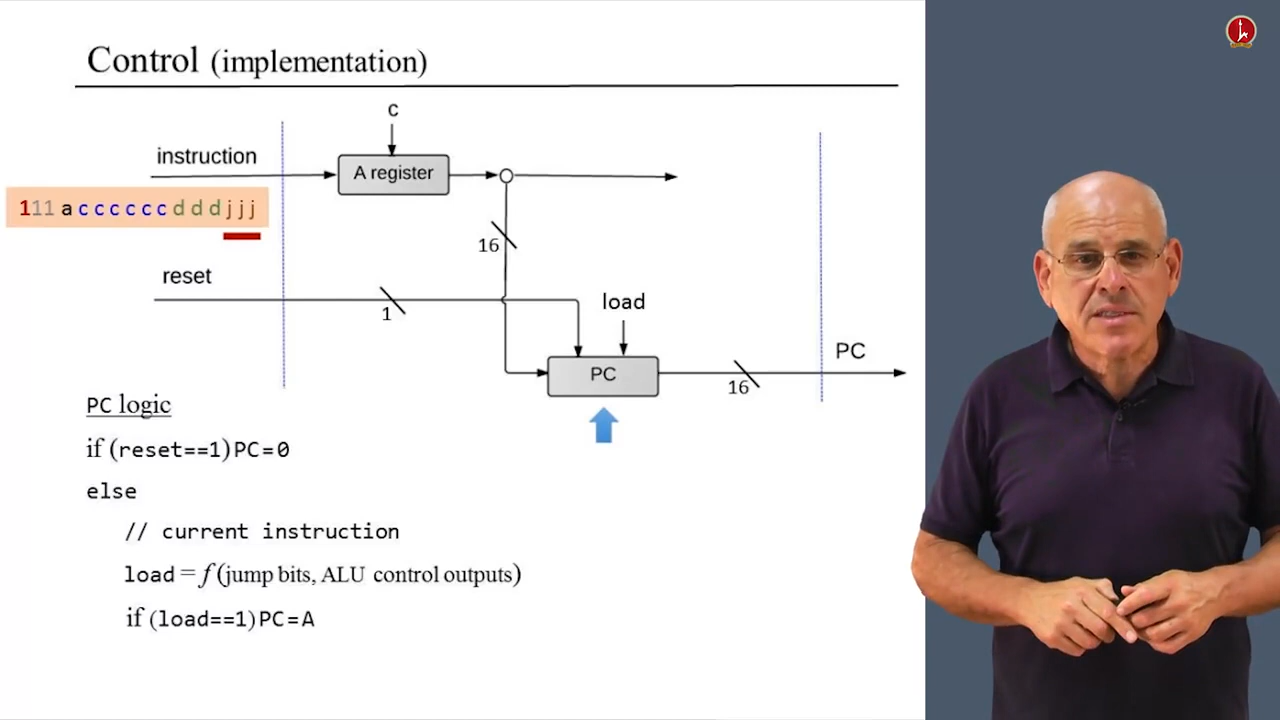 Control (implementation)
c
instruction
A register
111 a c c c c c c d d d j j j
16
reset
load
1
PC
PC
16
PC logic
if (reset==1) PC=0
else
// current instruction
load = f (jump bits, ALU control outputs)
if (load==1) PC=A